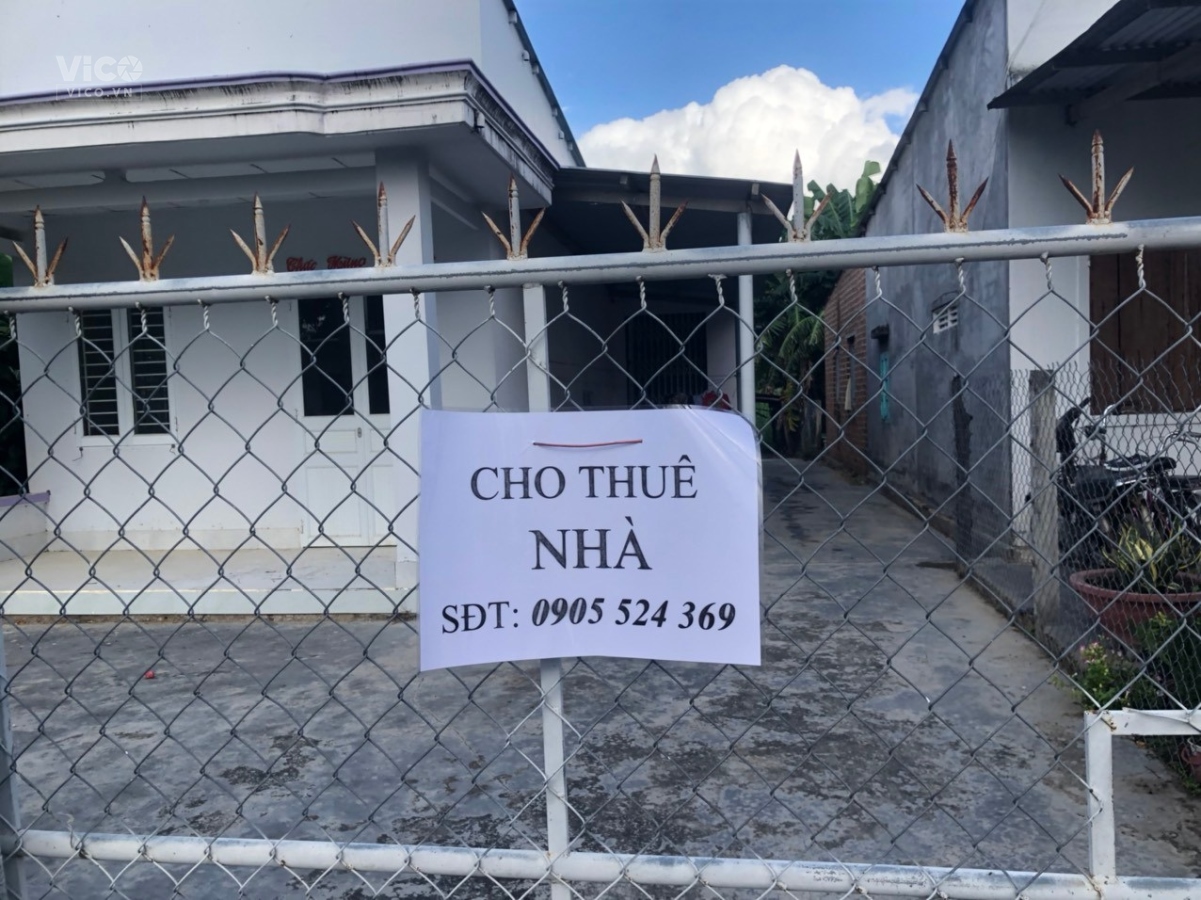 VICO
VICO.VN
CHO THUÊ
NHÀ
SĐT: 0905 524 369